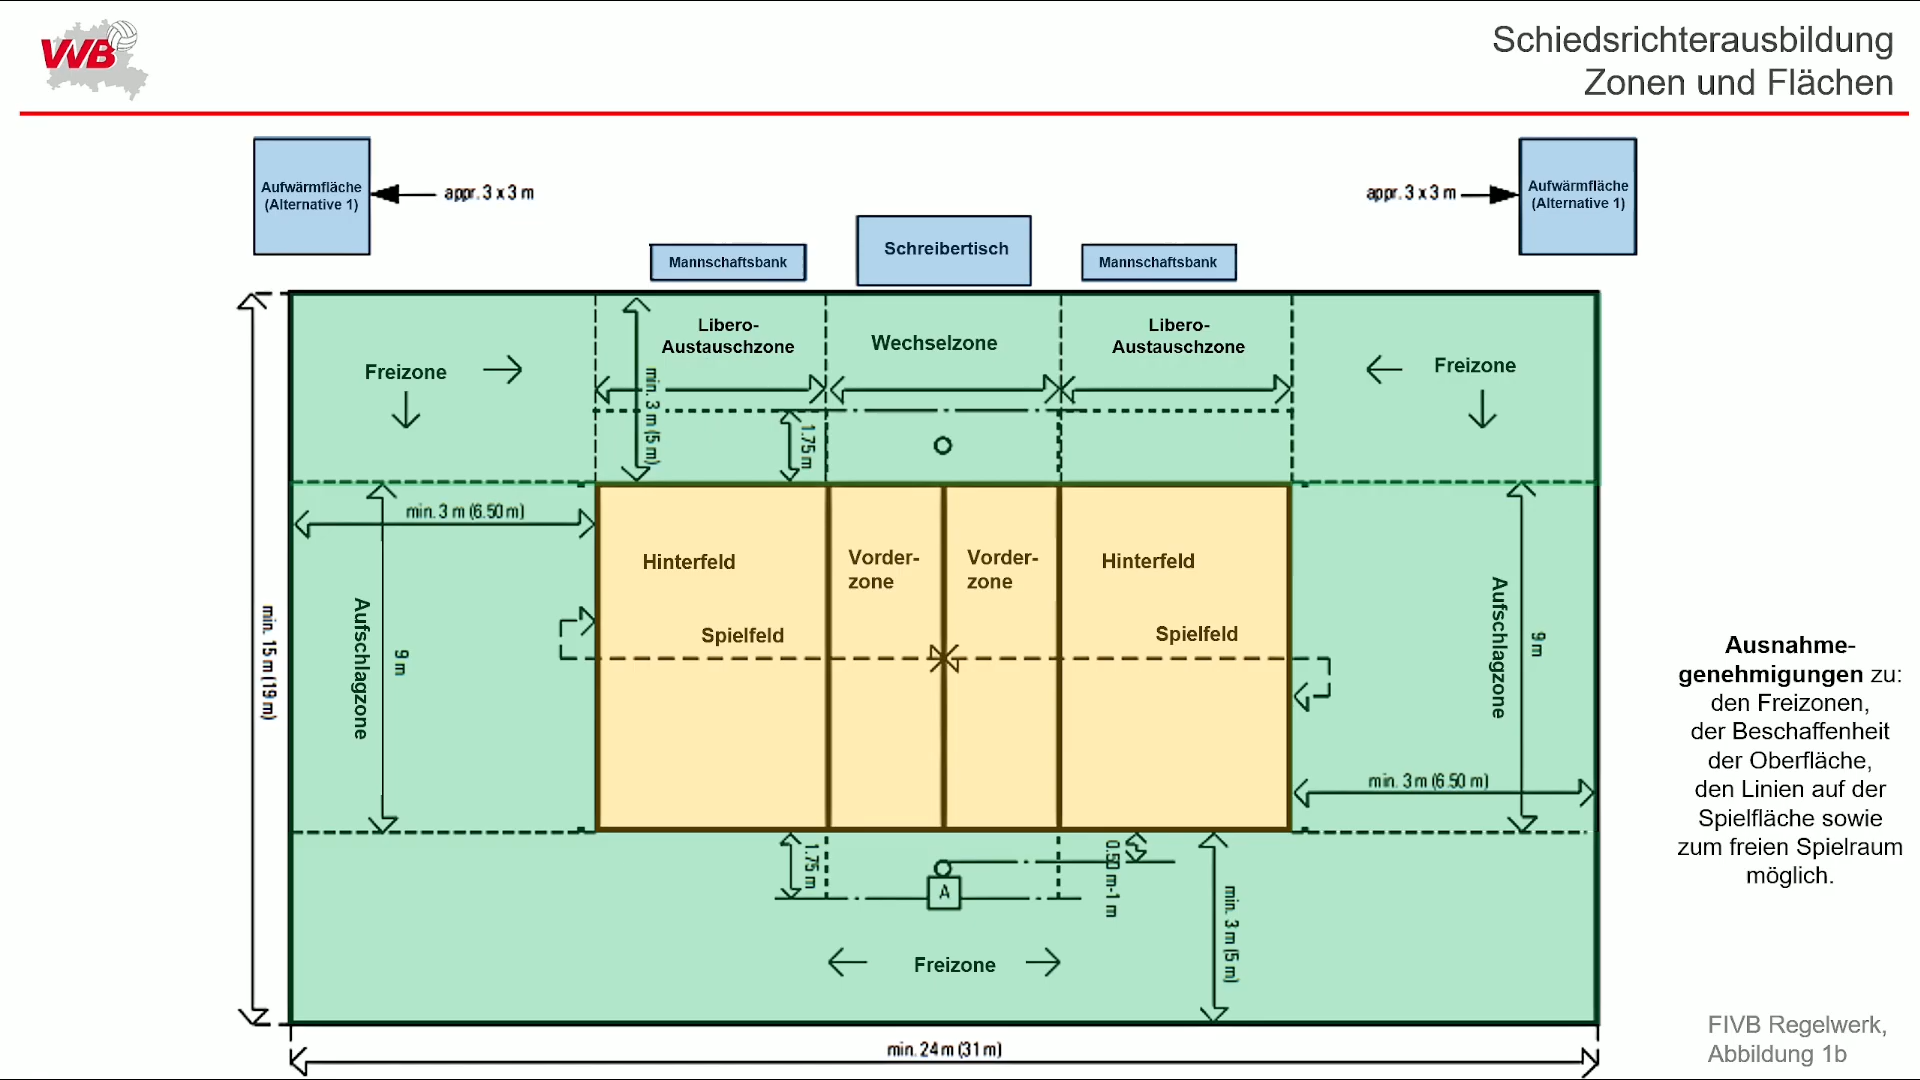 VVB
Schiedsrichterausbildung
Zonen und Flächen
Aufwärmfläche
(Alternative 1)
appr. 3 x 3 m
appr. 3 x 3 m
Aufwärmfläche
(Alternative 1)
Mannschaftsbank
Schreibertisch
Mannschaftsbank
Freizone
Libero-
Austauschzone
Wechselzone
Libero-
Austauschzone
Freizone
min. 3 m (5 m)
1.75 m
min. 3 m (6.50 m)
Hinterfeld
Vorder-
zone
Vorder-
zone
Hinterfeld
Spielfeld
Spielfeld
min. 15 m (19 m)
Aufschlagzone
9 m
Aufschlagzone
9 m
min. 3 m (6.50 m)
1.75 m
A
0.50 m-1 m
min. 3 m (5 m)
Freizone
min. 24 m (31 m)
Ausnahme-
genehmigungen zu:
den Freizonen,
der Beschaffenheit
der Oberfläche,
den Linien auf der
Spielfläche sowie
zum freien Spielraum
möglich.
FIVB Regelwerk,
Abbildung 1b